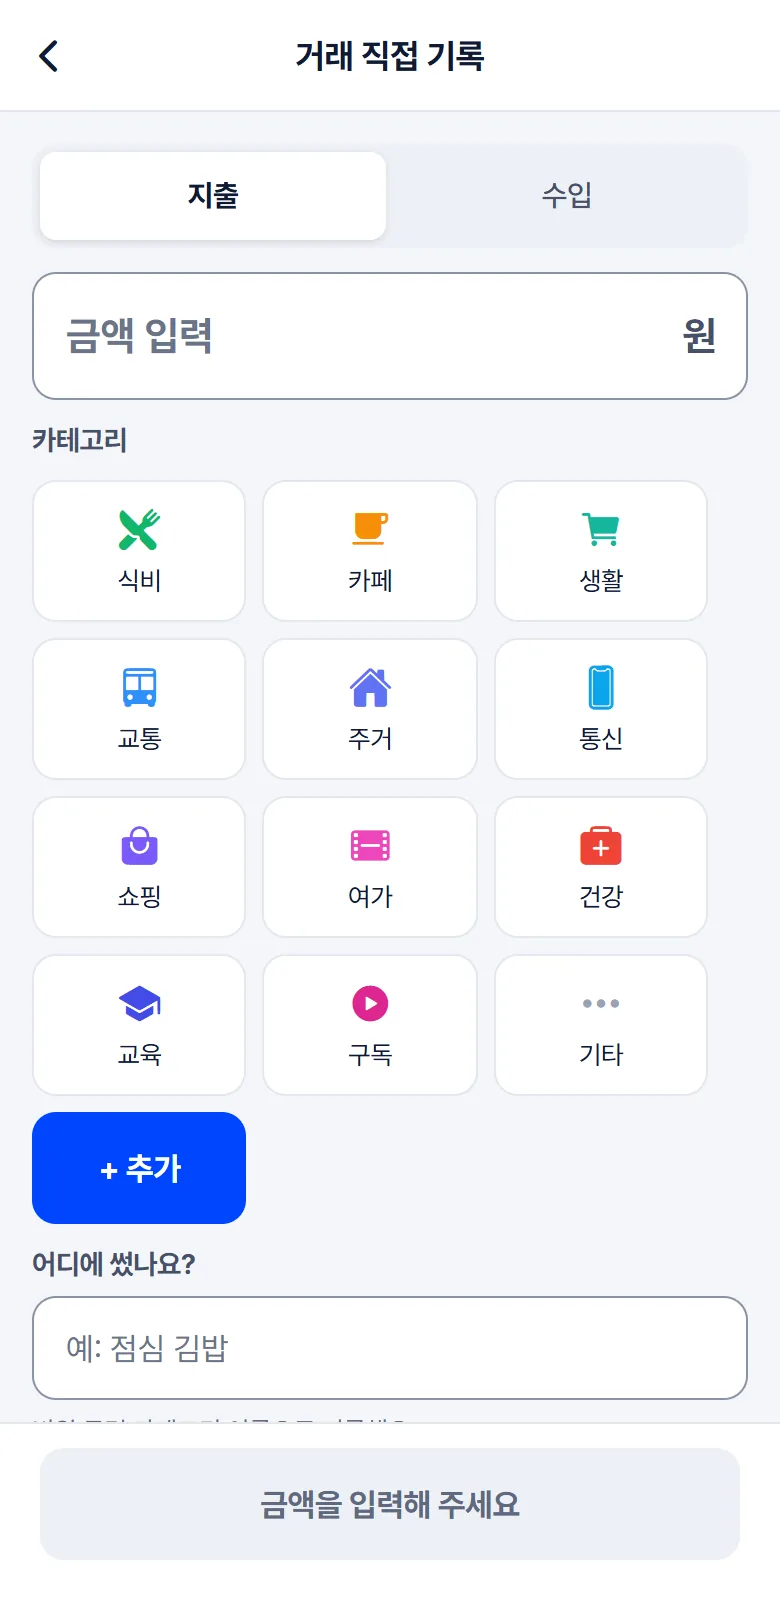 거래 직접 기록
지출
수입
금액 입력
원
카테고리
식비
카페
생활
교통
주거
통신
쇼핑
여가
건강
교육
구독
기타
+ 추가
어디에 썼나요?
예: 점심 김밥
금액을 입력해 주세요